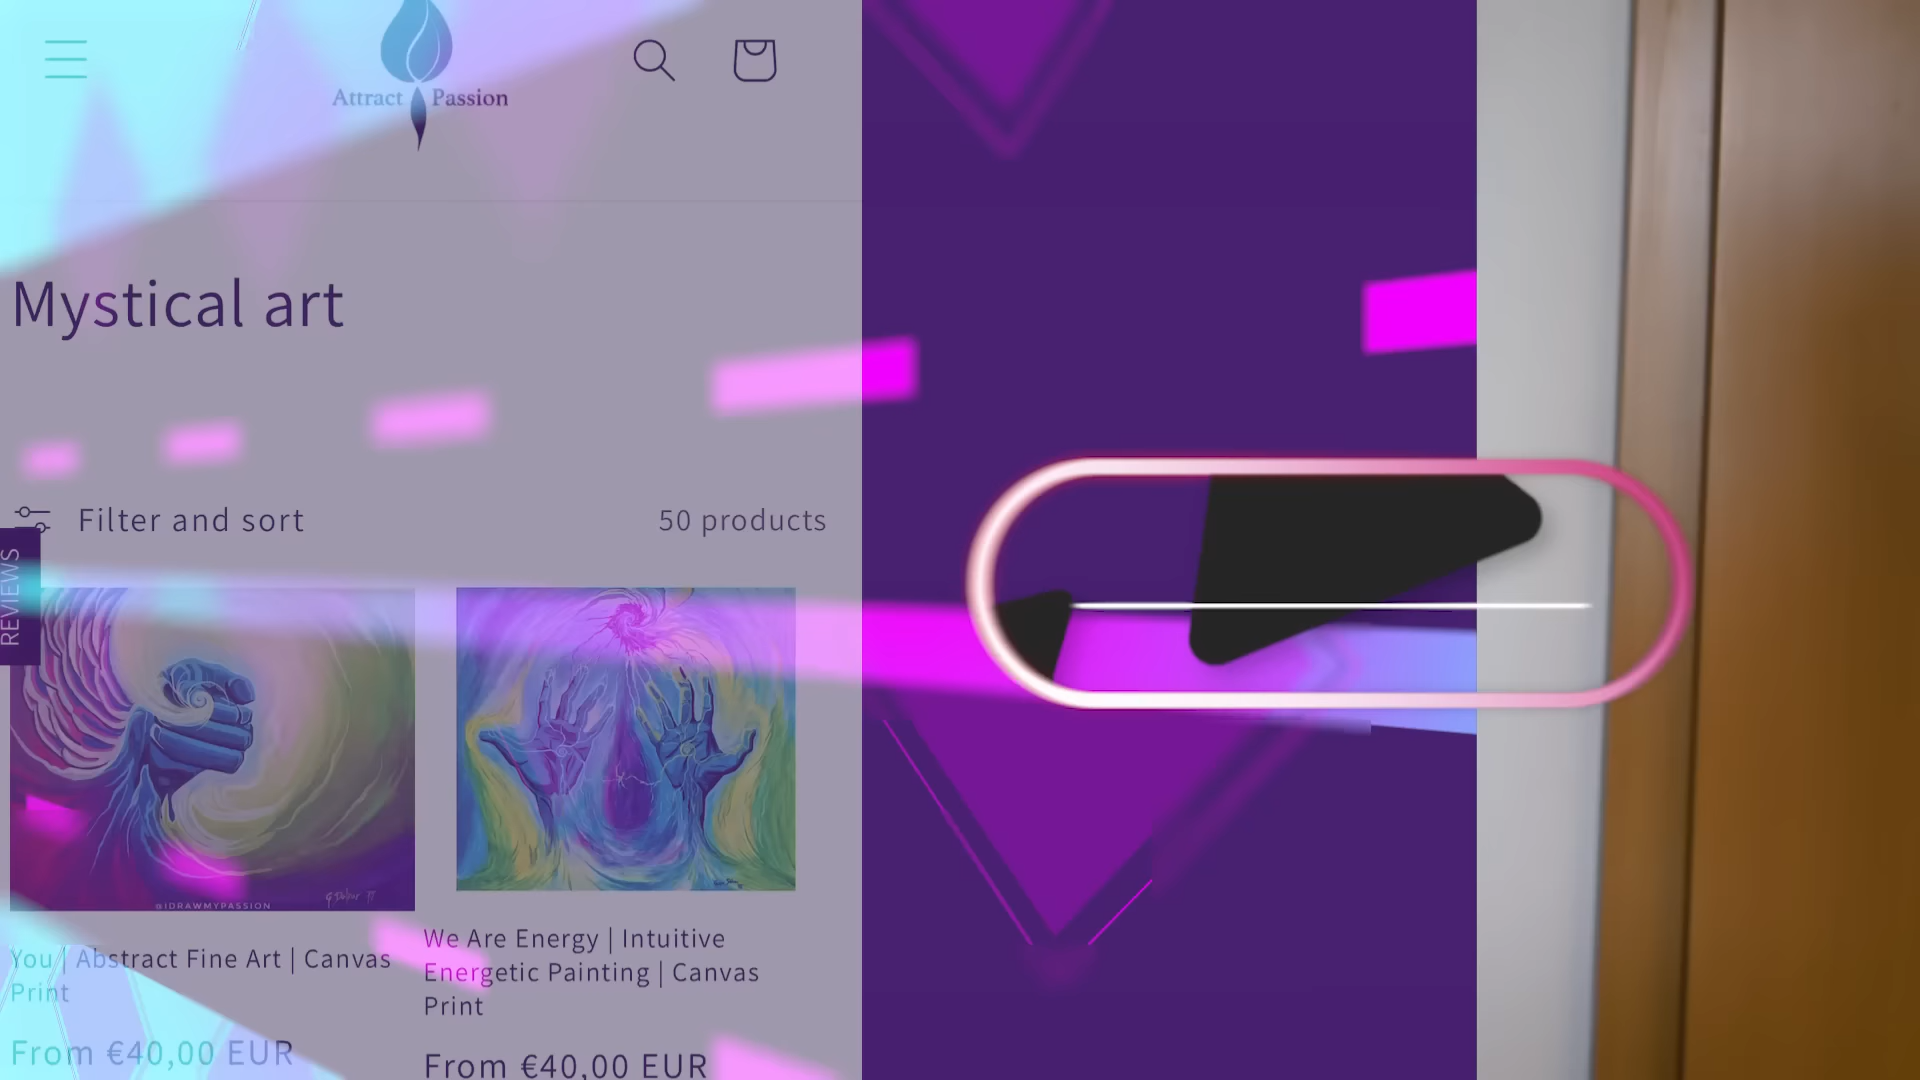 Attract Passion
Mystical art
Filter and sort
50 products
REVIEWS
@IDRAWMYPASSION
You | Abstract Fine Art | Canvas
Print
From €40,00 EUR
We Are Energy | Intuitive
Energetic Painting | Canvas
Print
From €40,00 EUR